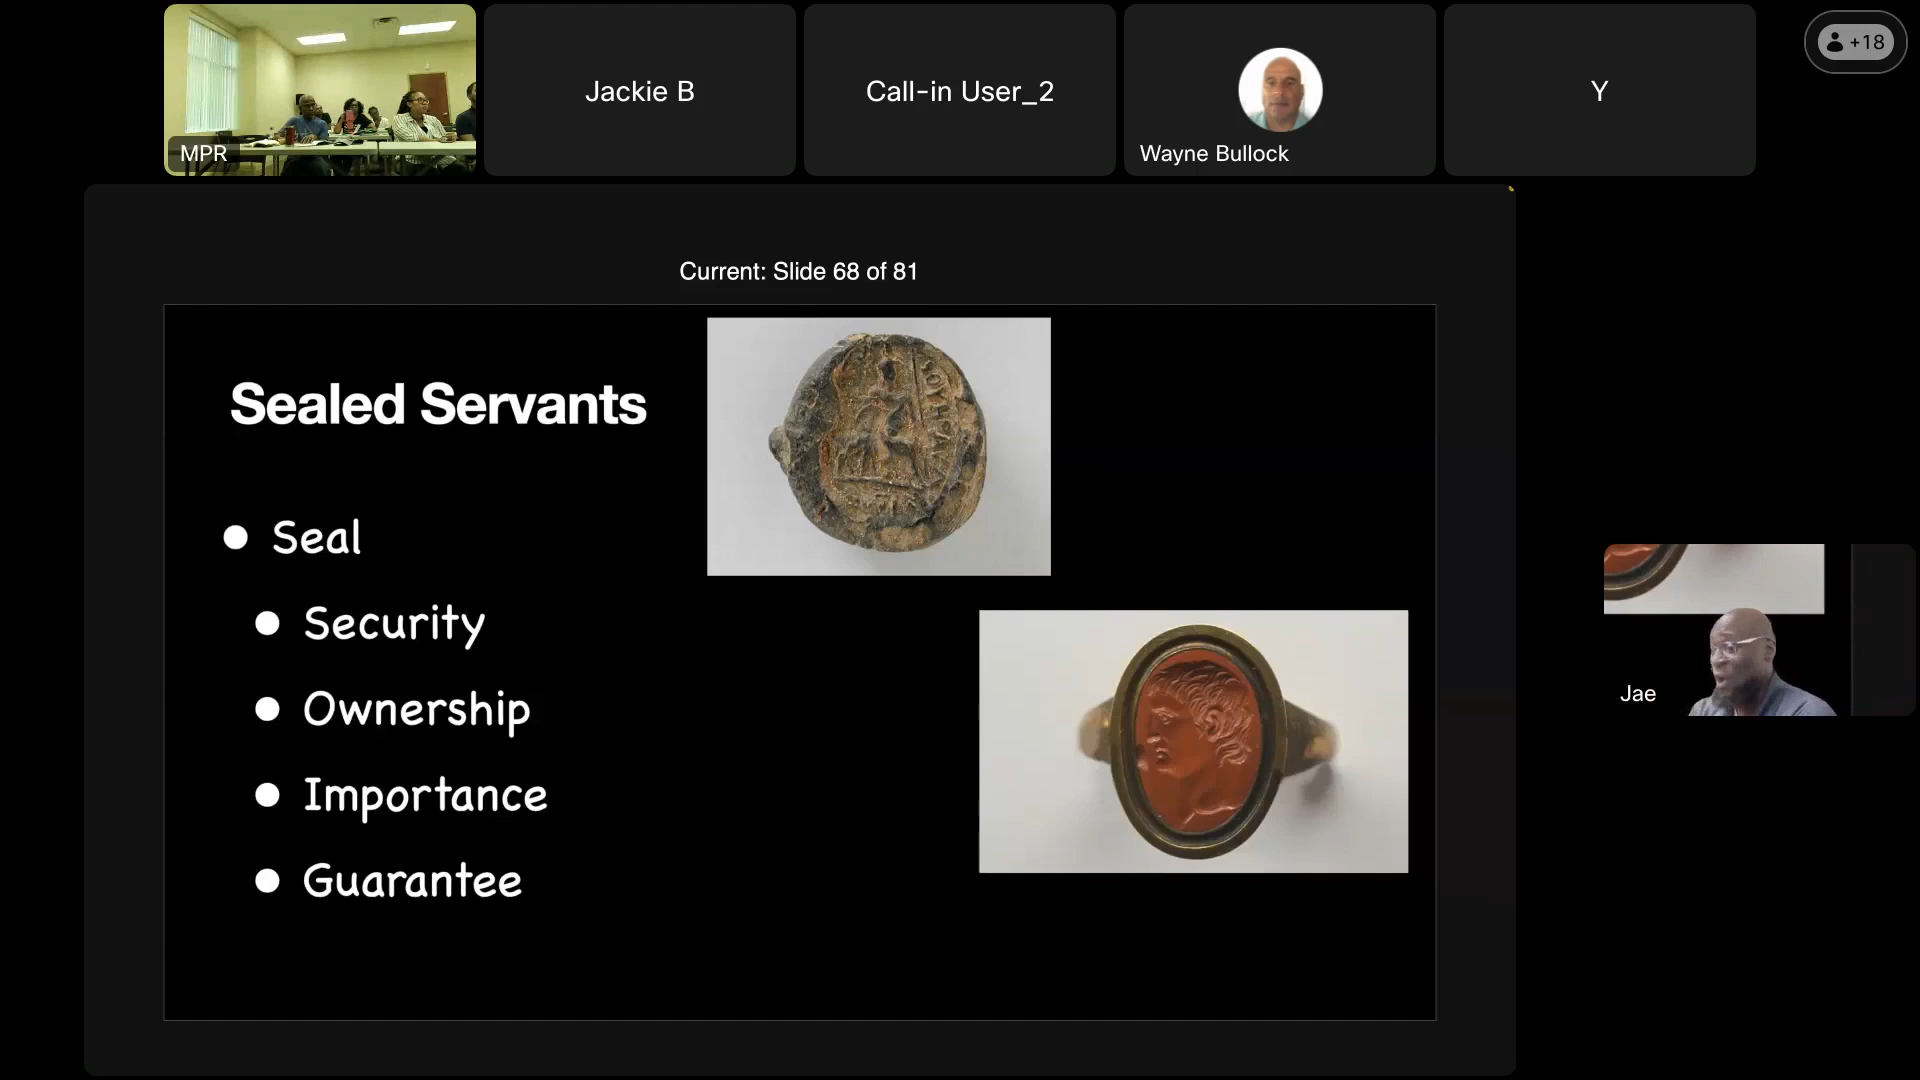 MPR
Jackie B
Call-in User_2
Wayne Bullock
Y
+18
Current: Slide 68 of 81
Sealed Servants
Seal
Security
Ownership
Importance
Guarantee
Jae